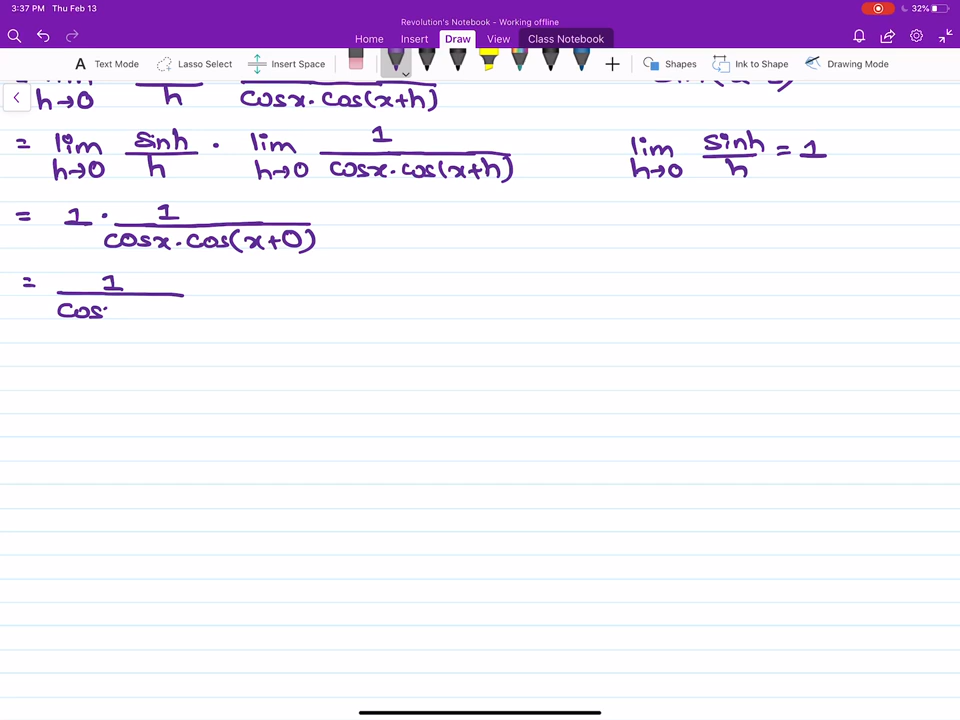 3:37 PM Thu Feb 13
Revolution's Notebook - Working offline
32%
Home Insert Draw View Class Notebook
Text Mode Lasso Select Insert Space Shapes Ink to Shape Drawing Mode
h→0 h cosx·cos(x+h)
= lim h→0 sinh/h · lim h→0 1/(cosx·cos(x+h)) lim h→0 sinh/h = 1
= 1 · 1/(cosx·cos(x+0))
= 1/cos